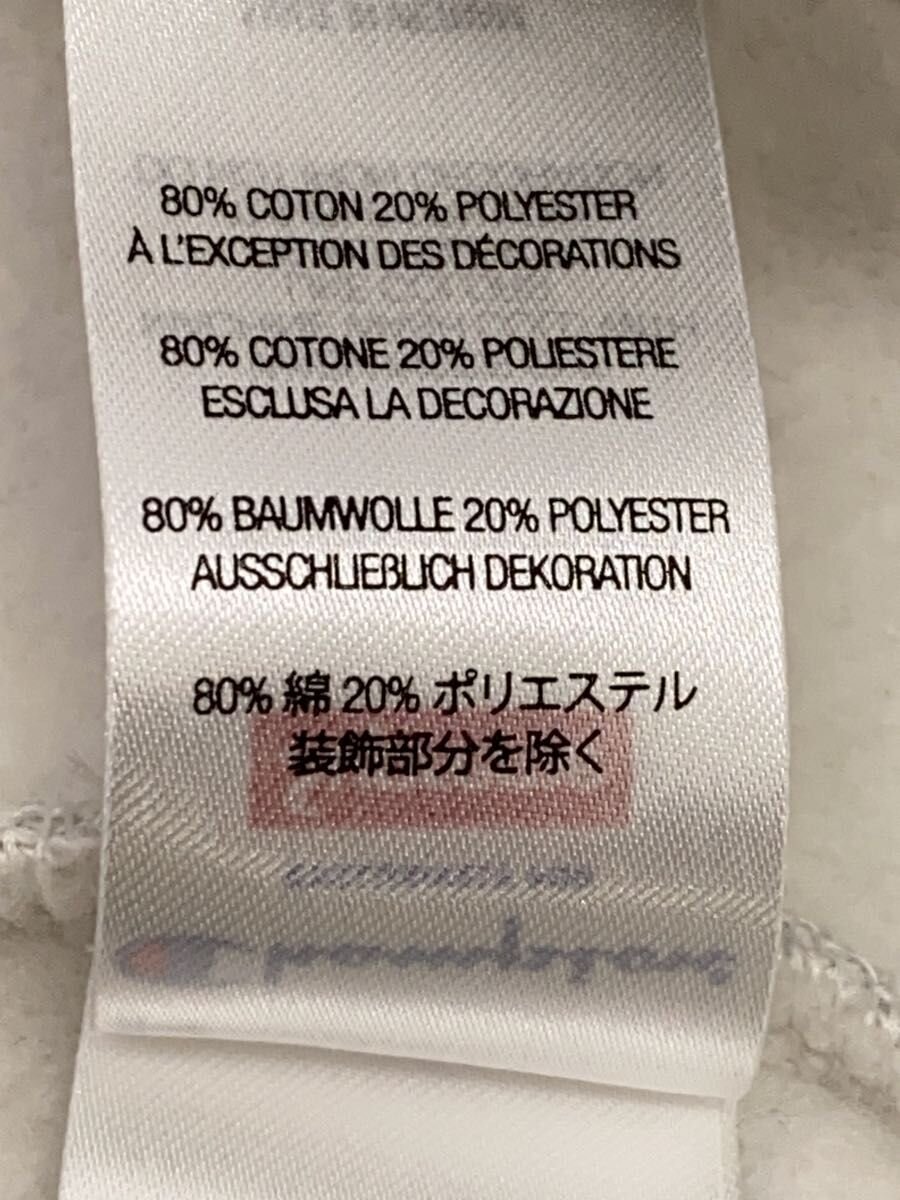 80% COTON 20% POLYESTER
À L'EXCEPTION DES DÉCORATIONS
80% COTONE 20% POLIESTERE
ESCLUSA LA DECORAZIONE
80% BAUMWOLLE 20% POLYESTER
AUSSCHLIEßLICH DEKORATION
80% 綿 20% ポリエステル
装飾部分を除く
Champion